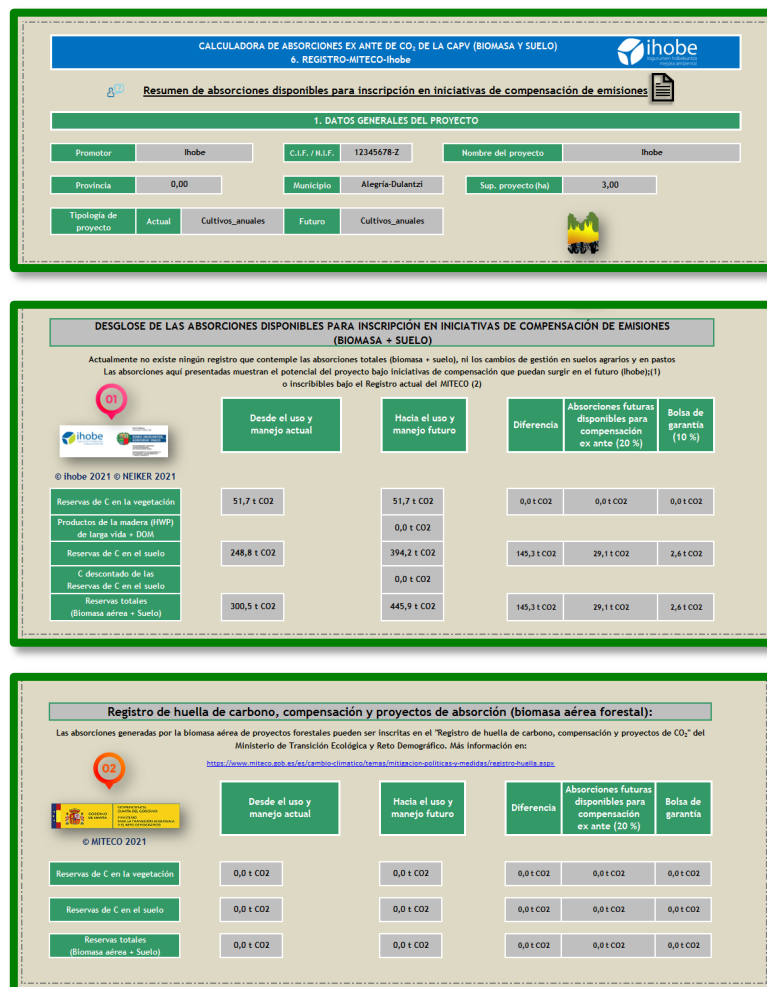 CALCULADORA DE ABSORCIONES EX ANTE DE CO2 DE LA CAPV (BIOMASA Y SUELO)
6. REGISTRO-MITECO-Ihobe
ihobe
Resumen de absorciones disponibles para inscripción en iniciativas de compensación de emisiones
1. DATOS GENERALES DEL PROYECTO
Promotor Ihobe C.I.F. / N.I.F. 12345678-Z Nombre del proyecto Ihobe
Provincia 0,00 Municipio Alegría-Dulantzi Sup. proyecto (ha) 3,00
Tipología de
proyecto Actual Cultivos_anuales Futuro Cultivos_anuales
DESGLOSE DE LAS ABSORCIONES DISPONIBLES PARA INSCRIPCIÓN EN INICIATIVAS DE COMPENSACIÓN DE EMISIONES
(BIOMASA + SUELO)
Actualmente no existe ningún registro que contemple las absorciones totales (biomasa + suelo), ni los cambios de gestión en suelos agrarios y en pastos
Las absorciones aquí presentadas muestran el potencial del proyecto bajo iniciativas de compensación que puedan surgir en el futuro (Ihobe);(1)
o inscribibles bajo el Registro actual del MITECO (2)
01
ihobe
© ihobe 2021 © NEIKER 2021
Desde el uso y
manejo actual
Hacia el uso y
manejo futuro
Diferencia
Absorciones futuras
disponibles para
compensación
ex ante (20 %)
Bolsa de
garantía
(10 %)
Reservas de C en la vegetación 51,7 t CO2 51,7 t CO2 0,0 t CO2 0,0 t CO2 0,0 t CO2
Productos de la madera (HWP)
de larga vida + DOM 0,0 t CO2
Reservas de C en el suelo 248,8 t CO2 394,2 t CO2 145,3 t CO2 29,1 t CO2 2,6 t CO2
C descontado de las
Reservas de C en el suelo 0,0 t CO2
Reservas totales
(Biomasa aérea + Suelo) 300,5 t CO2 445,9 t CO2 145,3 t CO2 29,1 t CO2 2,6 t CO2
Registro de huella de carbono, compensación y proyectos de absorción (biomasa aérea forestal):
Las absorciones generadas por la biomasa aérea de proyectos forestales pueden ser inscritas en el "Registro de huella de carbono, compensación y proyectos de CO2" del
Ministerio de Transición Ecológica y Reto Demográfico. Más información en:
https://www.miteco.gob.es/es/cambio-climatico/temas/mitigacion-politicas-y-medidas/registro-huella.aspx
02
GOBIERNO
DE ESPAÑA
© MITECO 2021
Desde el uso y
manejo actual
Hacia el uso y
manejo futuro
Diferencia
Absorciones futuras
disponibles para
compensación
ex ante (20 %)
Bolsa de
garantía
Reservas de C en la vegetación 0,0 t CO2 0,0 t CO2 0,0 t CO2 0,0 t CO2 0,0 t CO2
Reservas de C en el suelo 0,0 t CO2 0,0 t CO2 0,0 t CO2 0,0 t CO2 0,0 t CO2
Reservas totales
(Biomasa aérea + Suelo) 0,0 t CO2 0,0 t CO2 0,0 t CO2 0,0 t CO2 0,0 t CO2